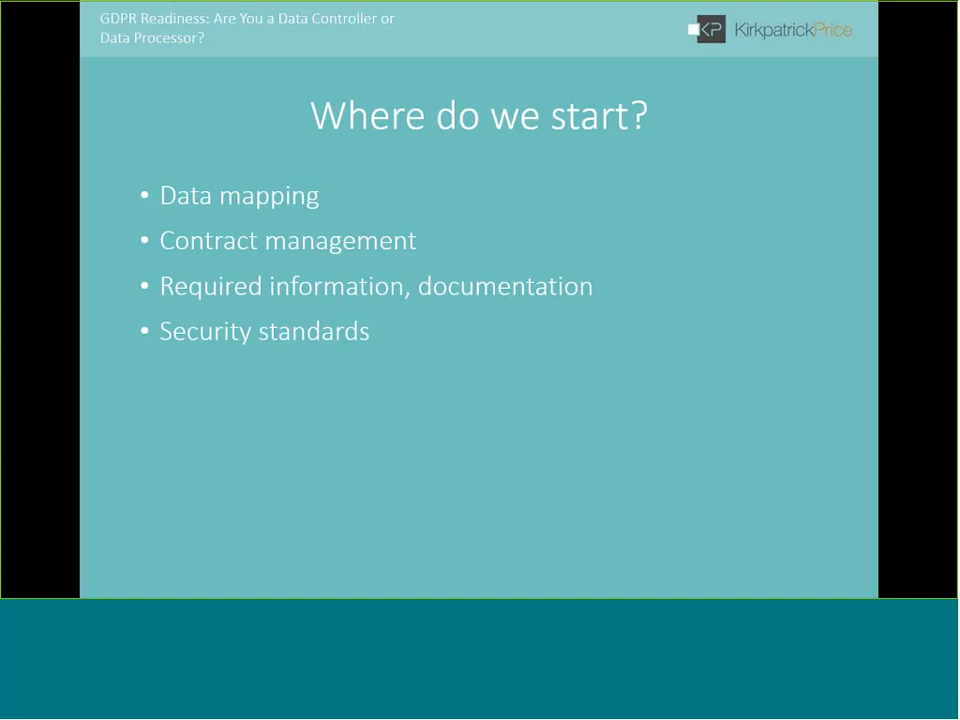 GDPR Readiness: Are You a Data Controller or
Data Processor?
KP KirkpatrickPrice
Where do we start?
• Data mapping
• Contract management
• Required information, documentation
• Security standards